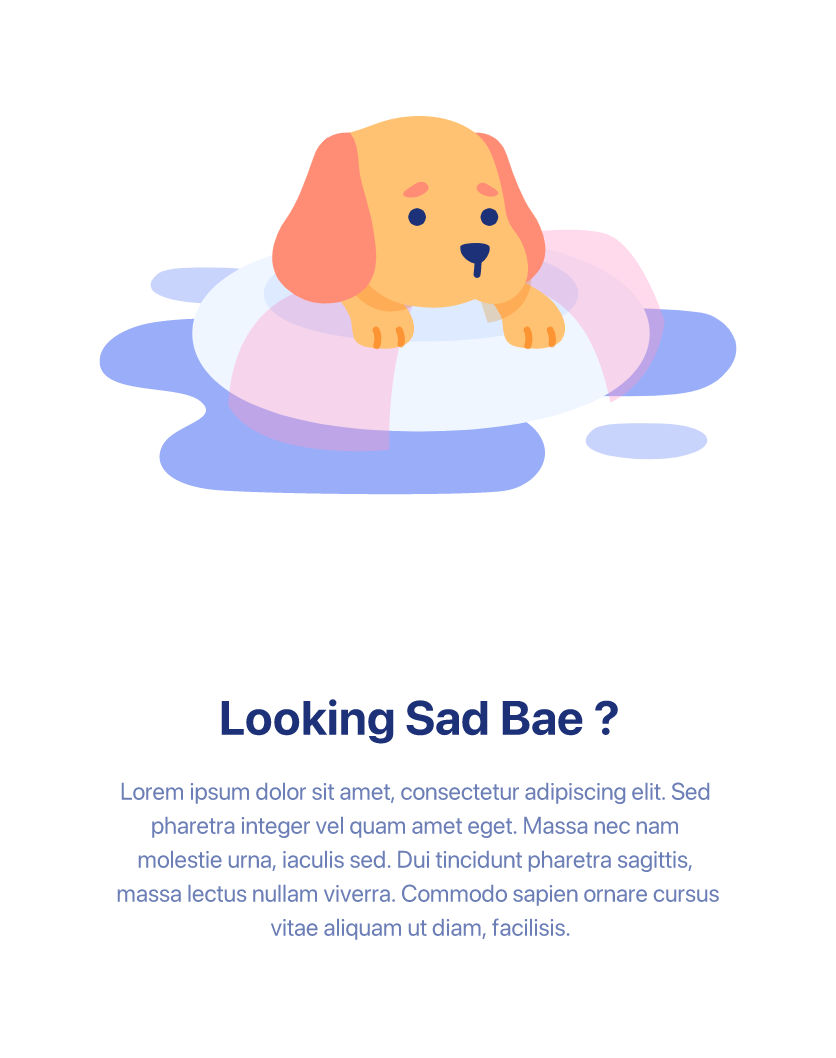 Looking Sad Bae ?
Lorem ipsum dolor sit amet, consectetur adipiscing elit. Sed
pharetra integer vel quam amet eget. Massa nec nam
molestie urna, iaculis sed. Dui tincidunt pharetra sagittis,
massa lectus nullam viverra. Commodo sapien ornare cursus
vitae aliquam ut diam, facilisis.